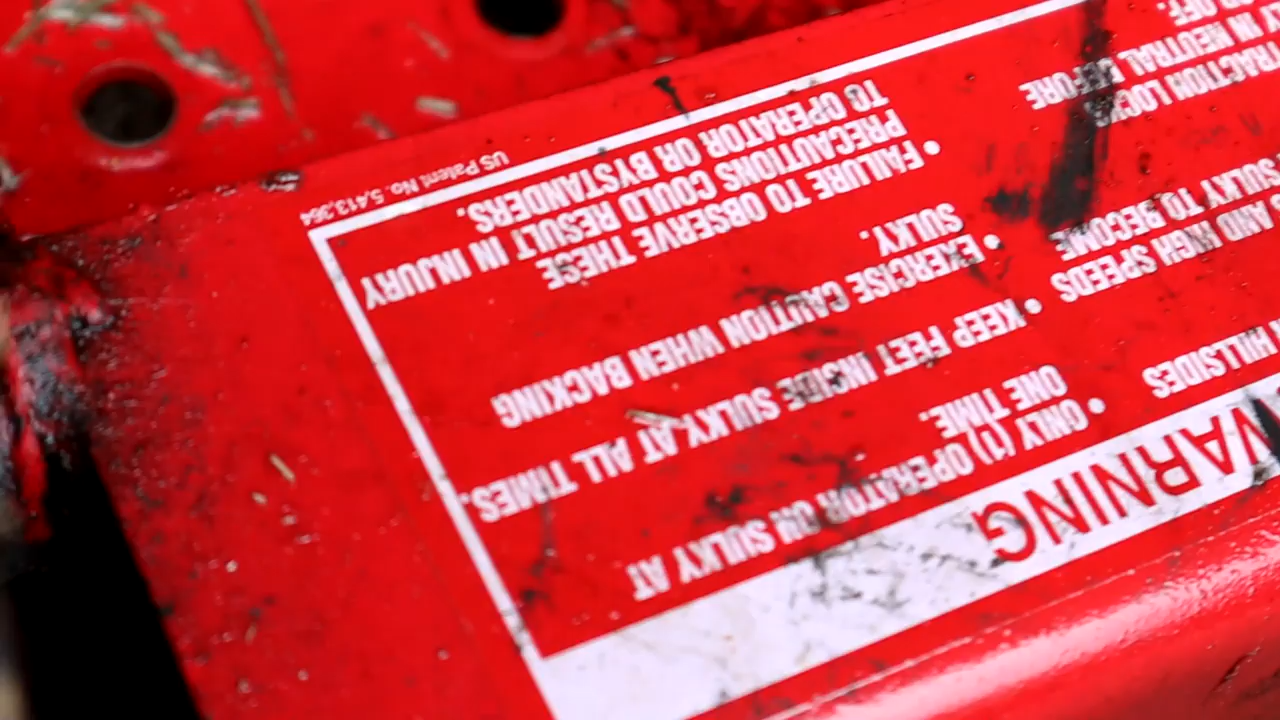 WARNING
HILLSIDES
AND HIGH SPEEDS
SULKY TO BECOME
TRACTION LOCK
IN NEUTRAL BEFORE
OR OFF.
• ONLY (1) OPERATOR ON SULKY AT
ONE TIME.
• KEEP FEET INSIDE SULKY AT ALL TIMES.
• EXERCISE CAUTION WHEN BACKING
SULKY.
• FAILURE TO OBSERVE THESE
PRECAUTIONS COULD RESULT IN INJURY
TO OPERATOR OR BYSTANDERS.
US Patent No. 5,413,364